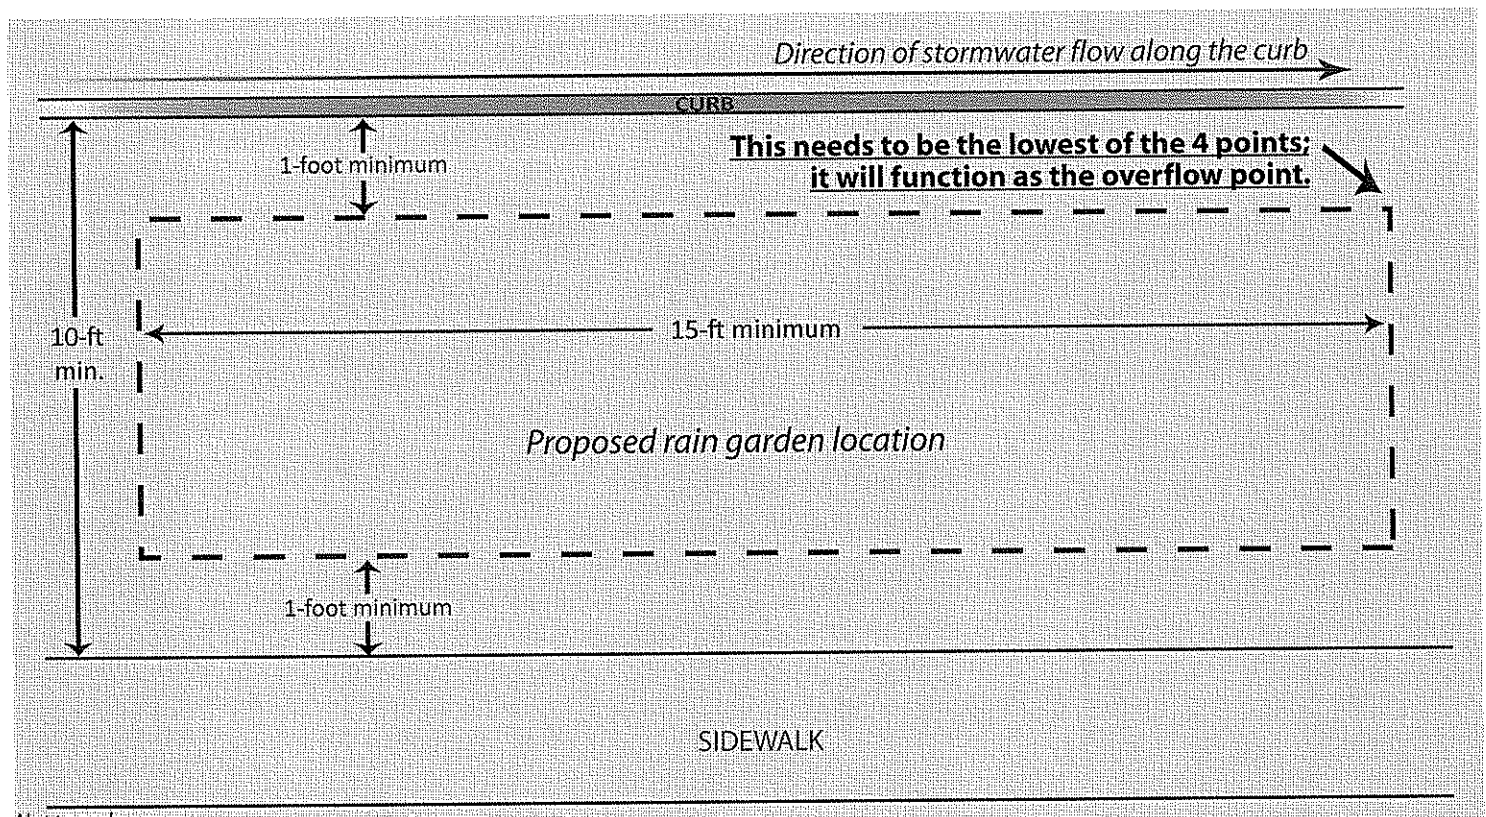 Direction of stormwater flow along the curb
CURB
This needs to be the lowest of the 4 points;
it will function as the overflow point.
1-foot minimum
10-ft
min.
15-ft minimum
Proposed rain garden location
1-foot minimum
SIDEWALK